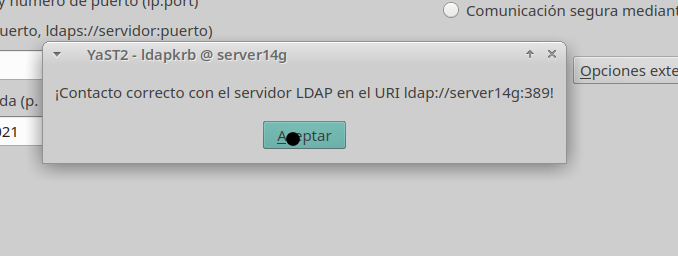 y número de puerto (ip:port)
Comunicación segura mediant
uerto, ldaps://servidor:puerto)
YaST2 - ldapkrb @ server14g
¡Contacto correcto con el servidor LDAP en el URI ldap://server14g:389!
Opciones exte
da (p.
021
Aceptar